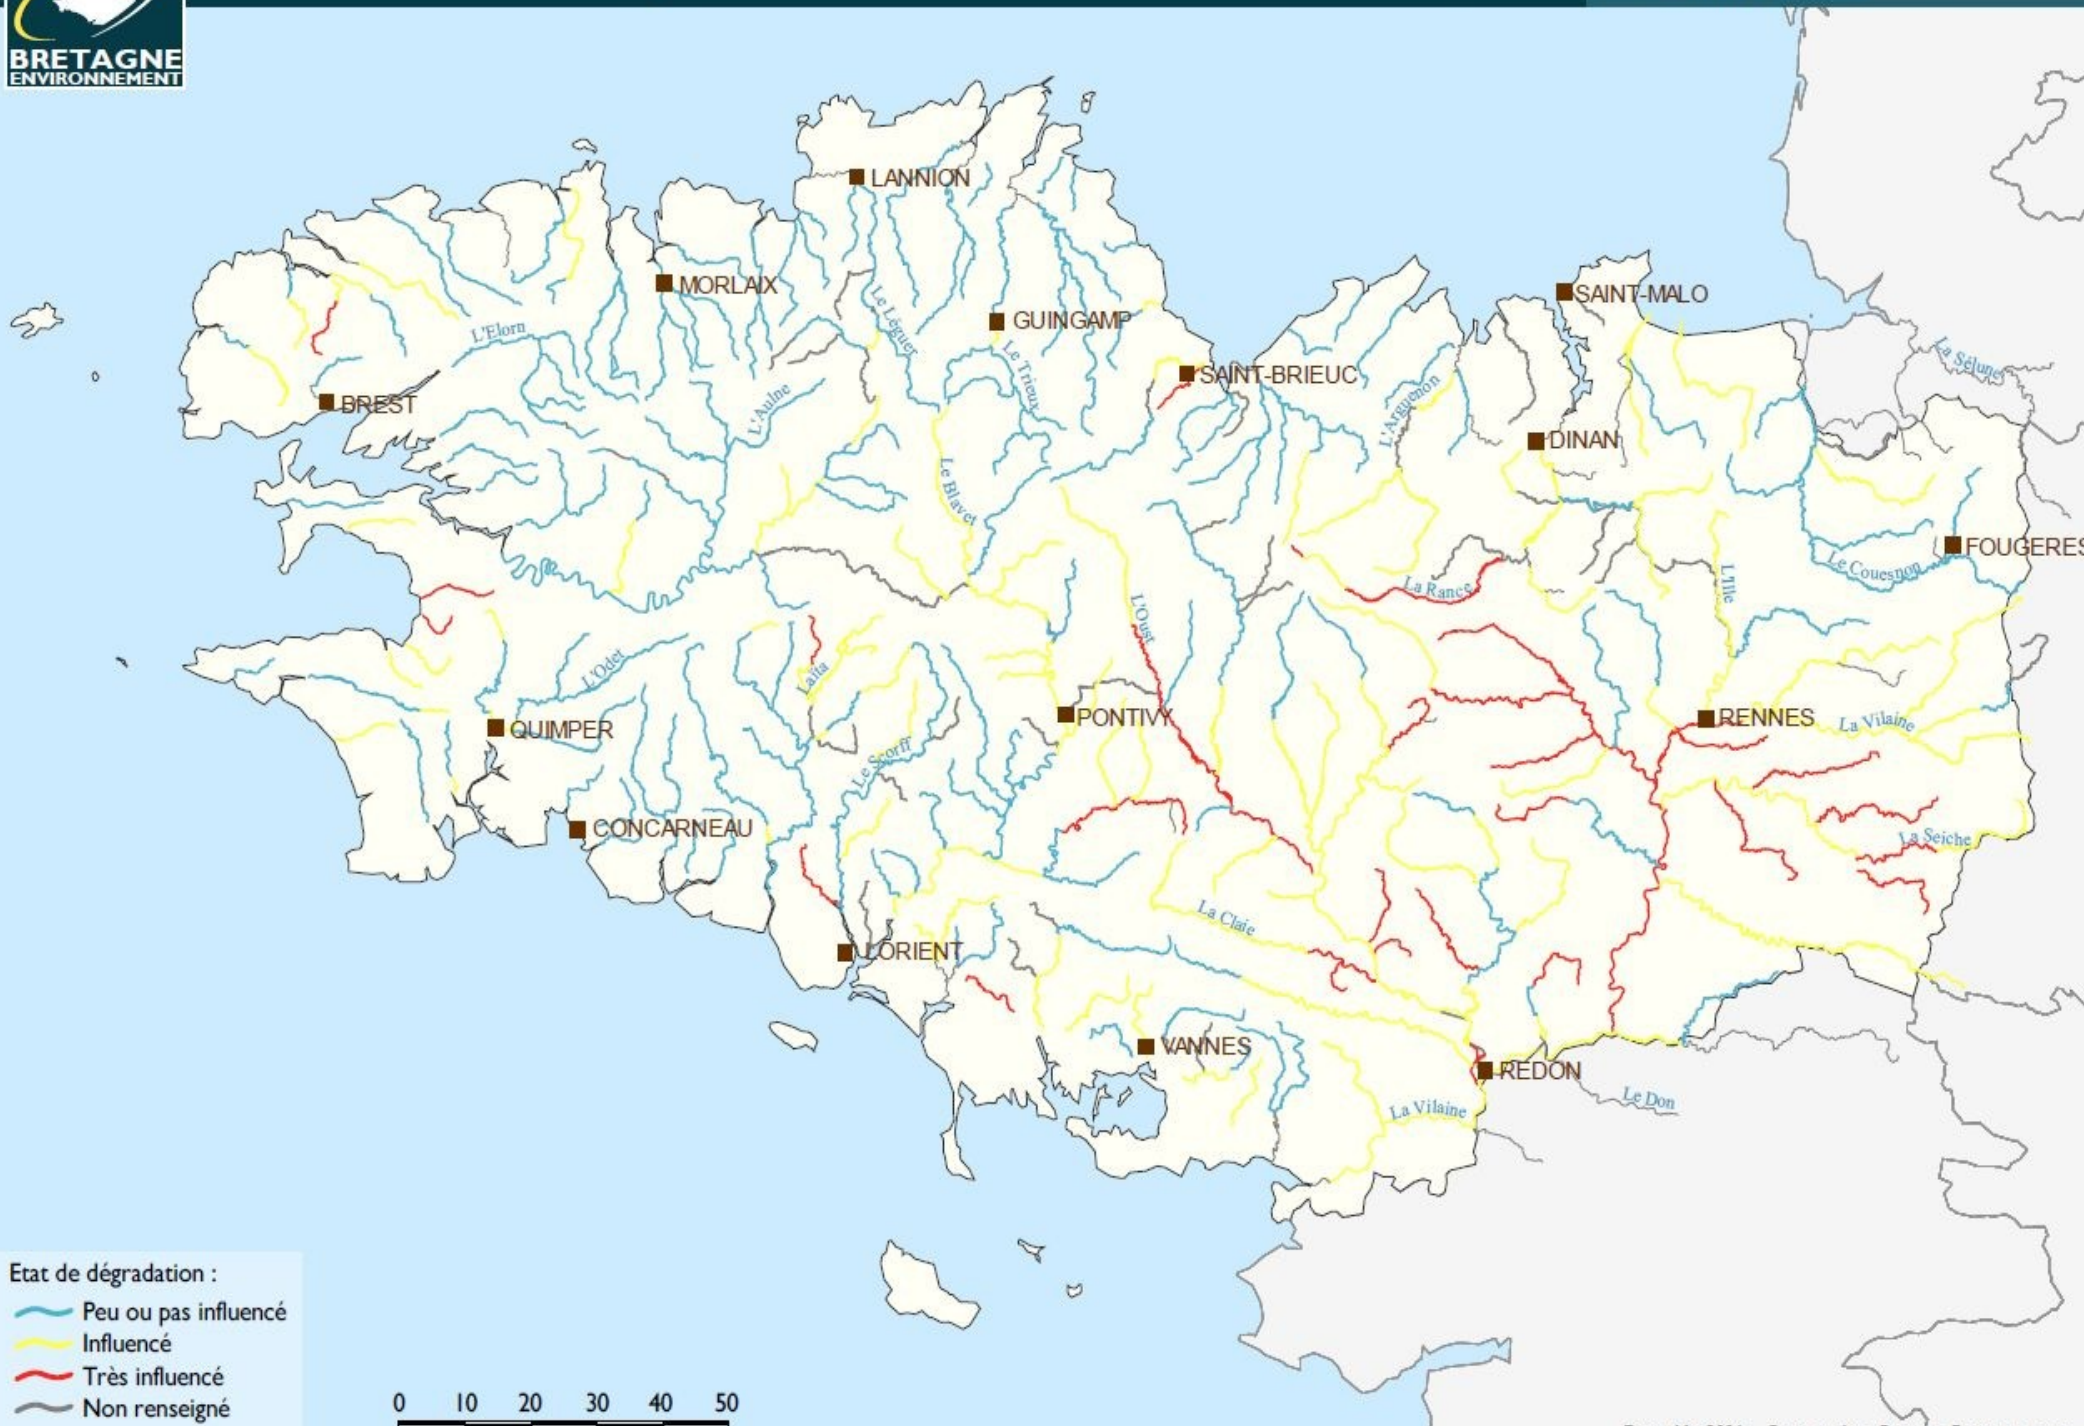 BRETAGNE
ENVIRONNEMENT
LANNION
MORLAIX
SAINT-MALO
Le Léguer
GUINGAMP
L'Elorn
La Sélune
Le Trieux
SAINT-BRIEUC
BREST
L'Aulne
L'Arguenon
DINAN
Le Blavet
FOUGERES
Le Couesnon
L'Ille
La Rance
L'Oust
L'Odet
Laïta
PONTIVY
RENNES
La Vilaine
QUIMPER
Le Scorff
CONCARNEAU
La Seiche
La Claie
LORIENT
VANNES
REDON
Le Don
La Vilaine
Etat de dégradation :
Peu ou pas influencé
Influencé
Très influencé
Non renseigné
0 10 20 30 40 50